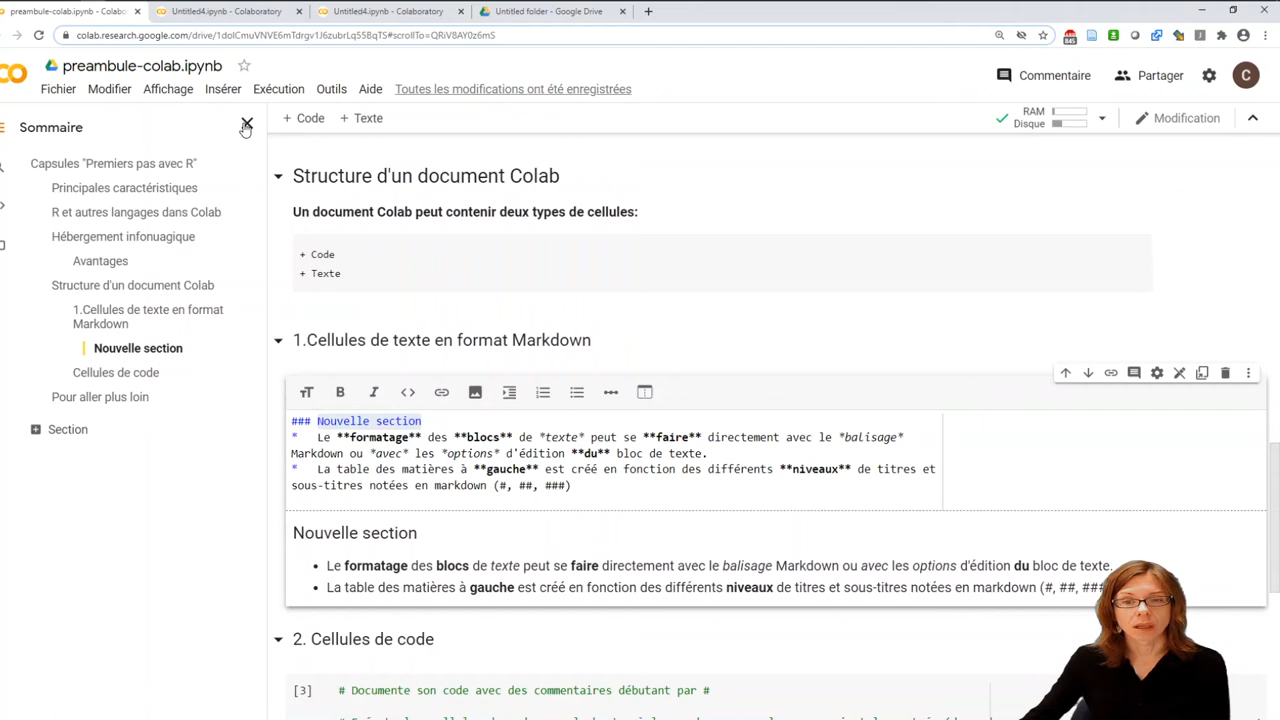 preambule-colab.ipynb - Colabo
Untitled4.ipynb - Colaboratory
Untitled4.ipynb - Colaboratory
Untitled folder - Google Drive
colab.research.google.com/drive/1dolCmuVNVE6mTdrgv1J6zubrLq55BqTS#scrollTo=QRiV8AY0z6mS
preambule-colab.ipynb
Commentaire
Partager
C
Fichier Modifier Affichage Insérer Exécution Outils Aide Toutes les modifications ont été enregistrées
Sommaire
+ Code + Texte
RAM
Disque
Modification
Capsules "Premiers pas avec R"
Principales caractéristiques
R et autres langages dans Colab
Hébergement infonuagique
Avantages
Structure d'un document Colab
1.Cellules de texte en format
Markdown
Nouvelle section
Cellules de code
Pour aller plus loin
Section
Structure d'un document Colab
Un document Colab peut contenir deux types de cellules:
+ Code
+ Texte
1.Cellules de texte en format Markdown
### Nouvelle section
* Le **formatage** des **blocs** de *texte* peut se **faire** directement avec le *balisage*
Markdown ou *avec* les *options* d'édition **du** bloc de texte.
* La table des matières à **gauche** est créé en fonction des différents **niveaux** de titres et
sous-titres notées en markdown (#, ##, ###)
Nouvelle section
• Le formatage des blocs de texte peut se faire directement avec le balisage Markdown ou avec les options d'édition du bloc de texte.
• La table des matières à gauche est créé en fonction des différents niveaux de titres et sous-titres notées en markdown (#, ##, ###
2. Cellules de code
[3] # Documente son code avec des commentaires débutant par #